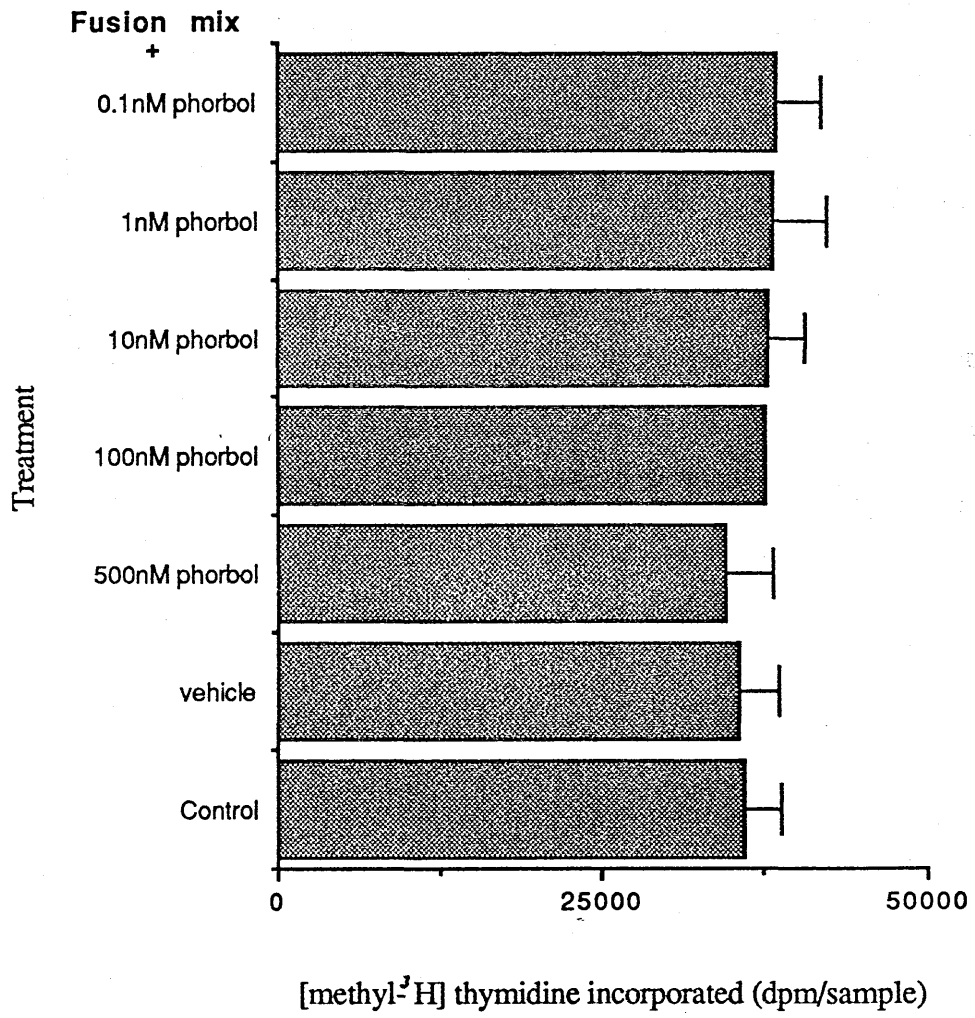 Fusion mix
+
0.1nM phorbol
1nM phorbol
10nM phorbol
100nM phorbol
500nM phorbol
vehicle
Control
Treatment
0 25000 50000
[methyl-³H] thymidine incorporated (dpm/sample)